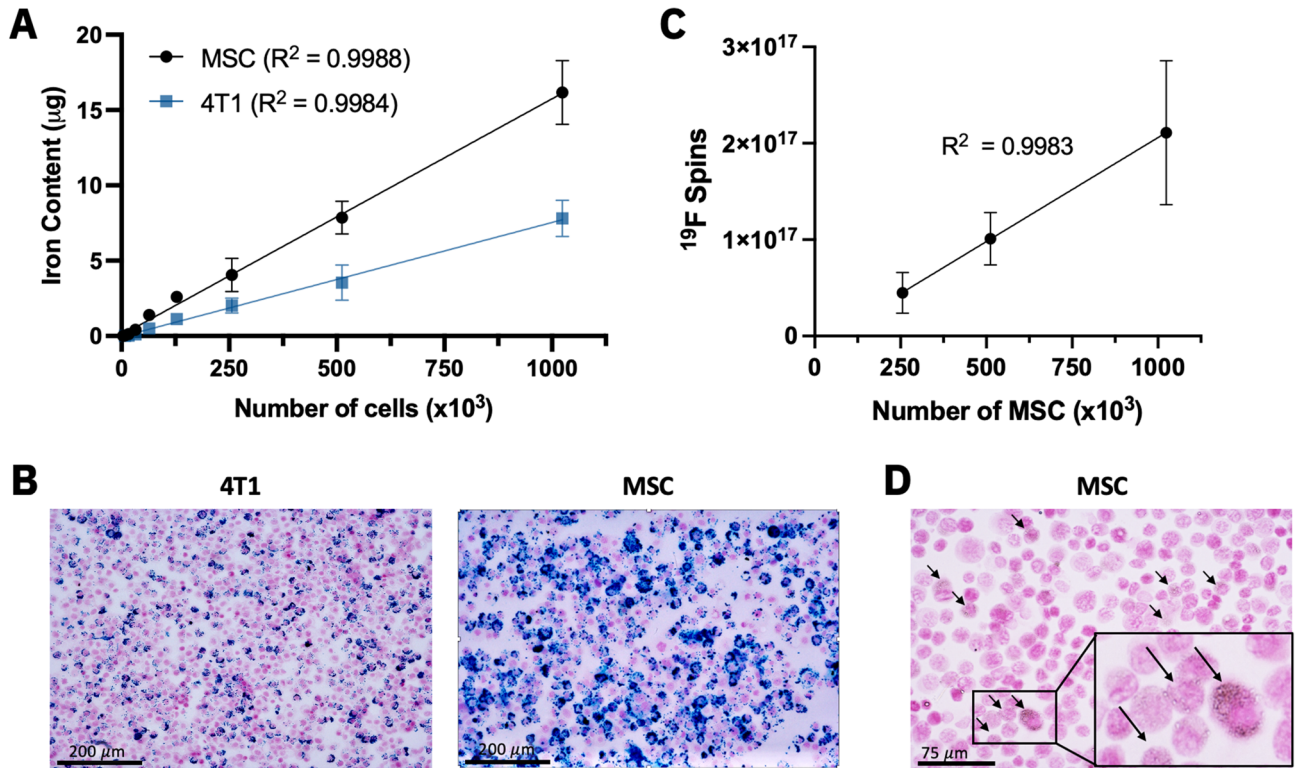 A
20
15
10
5
0
Iron Content (μg)
MSC (R² = 0.9988)
4T1 (R² = 0.9984)
0 250 500 750 1000
Number of cells (x10³)
C
3×10¹⁷
2×10¹⁷
1×10¹⁷
0
¹⁹F Spins
R² = 0.9983
0 250 500 750 1000
Number of MSC (x10³)
B
4T1
200 μm
MSC
200 μm
D
MSC
75 μm